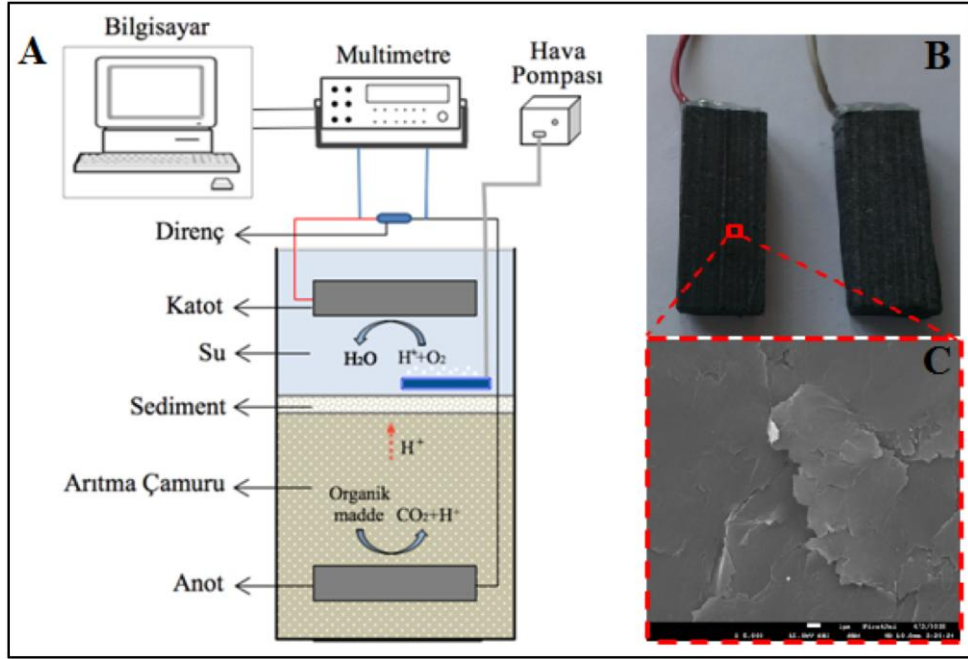 A
Bilgisayar
Multimetre
Hava
Pompası
Direnç
Katot
Su
H₂O
H⁺+O₂
Sediment
H⁺
Arıtma Çamuru
Organik
madde
CO₂+H⁺
Anot
B
C